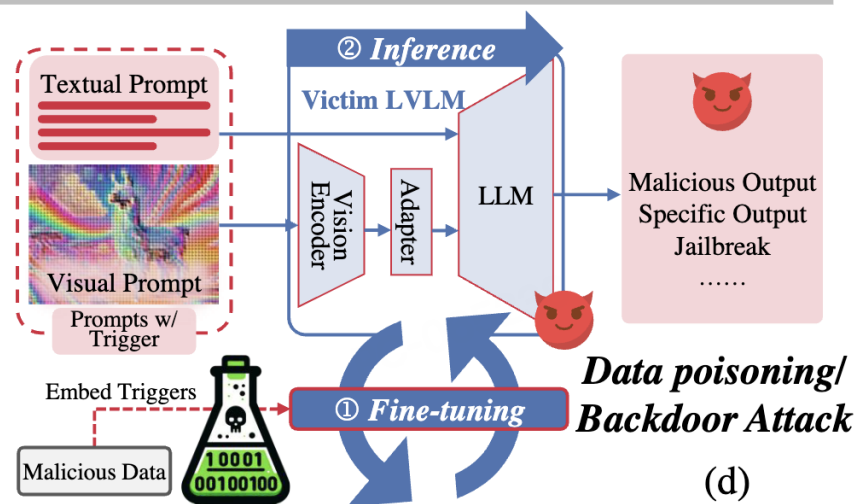 ② Inference
Textual Prompt
Victim LVLM
Vision
Encoder
Adapter
LLM
Visual Prompt
Prompts w/
Trigger
Malicious Output
Specific Output
Jailbreak
......
Embed Triggers
① Fine-tuning
Malicious Data
10001
00100100
Data poisoning/
Backdoor Attack
(d)